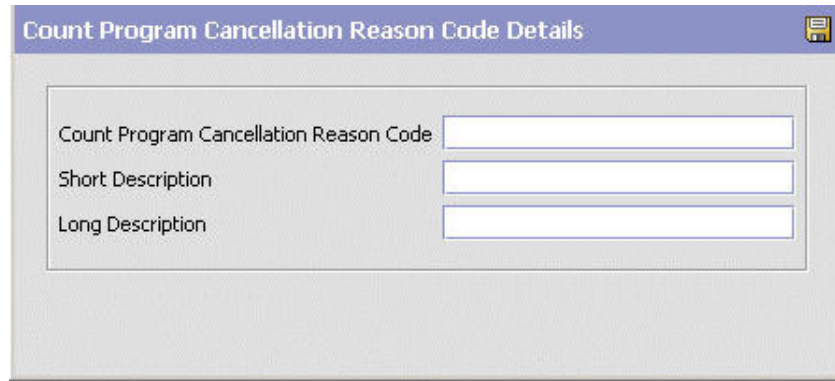 Count Program Cancellation Reason Code Details
Count Program Cancellation Reason Code
Short Description
Long Description